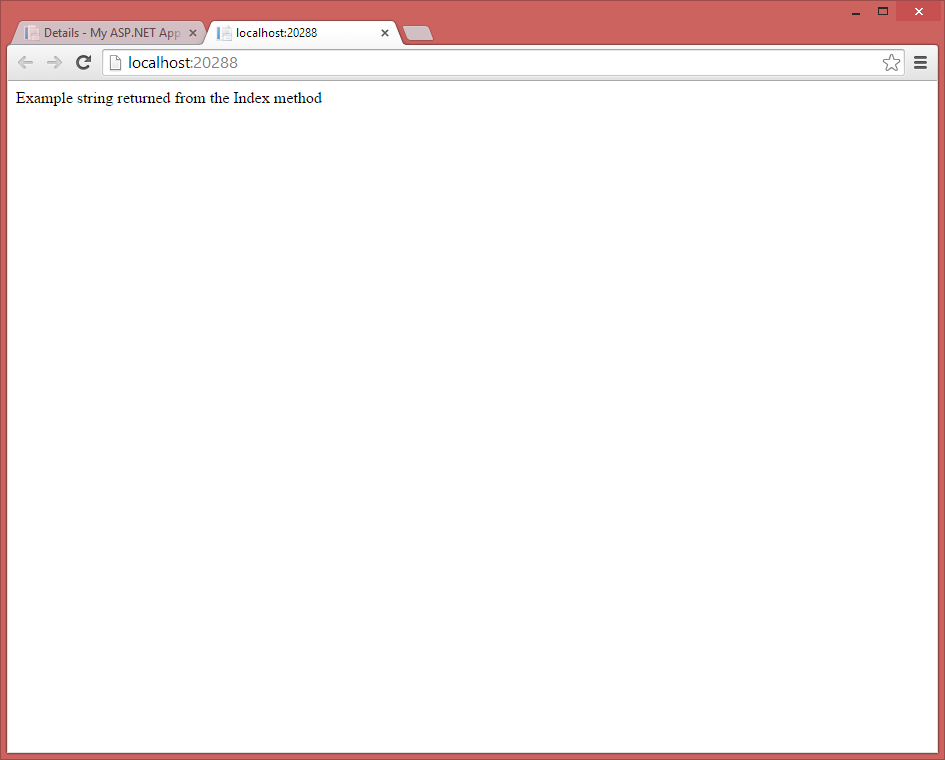 Details - My ASP.NET App
localhost:20288
localhost:20288
Example string returned from the Index method